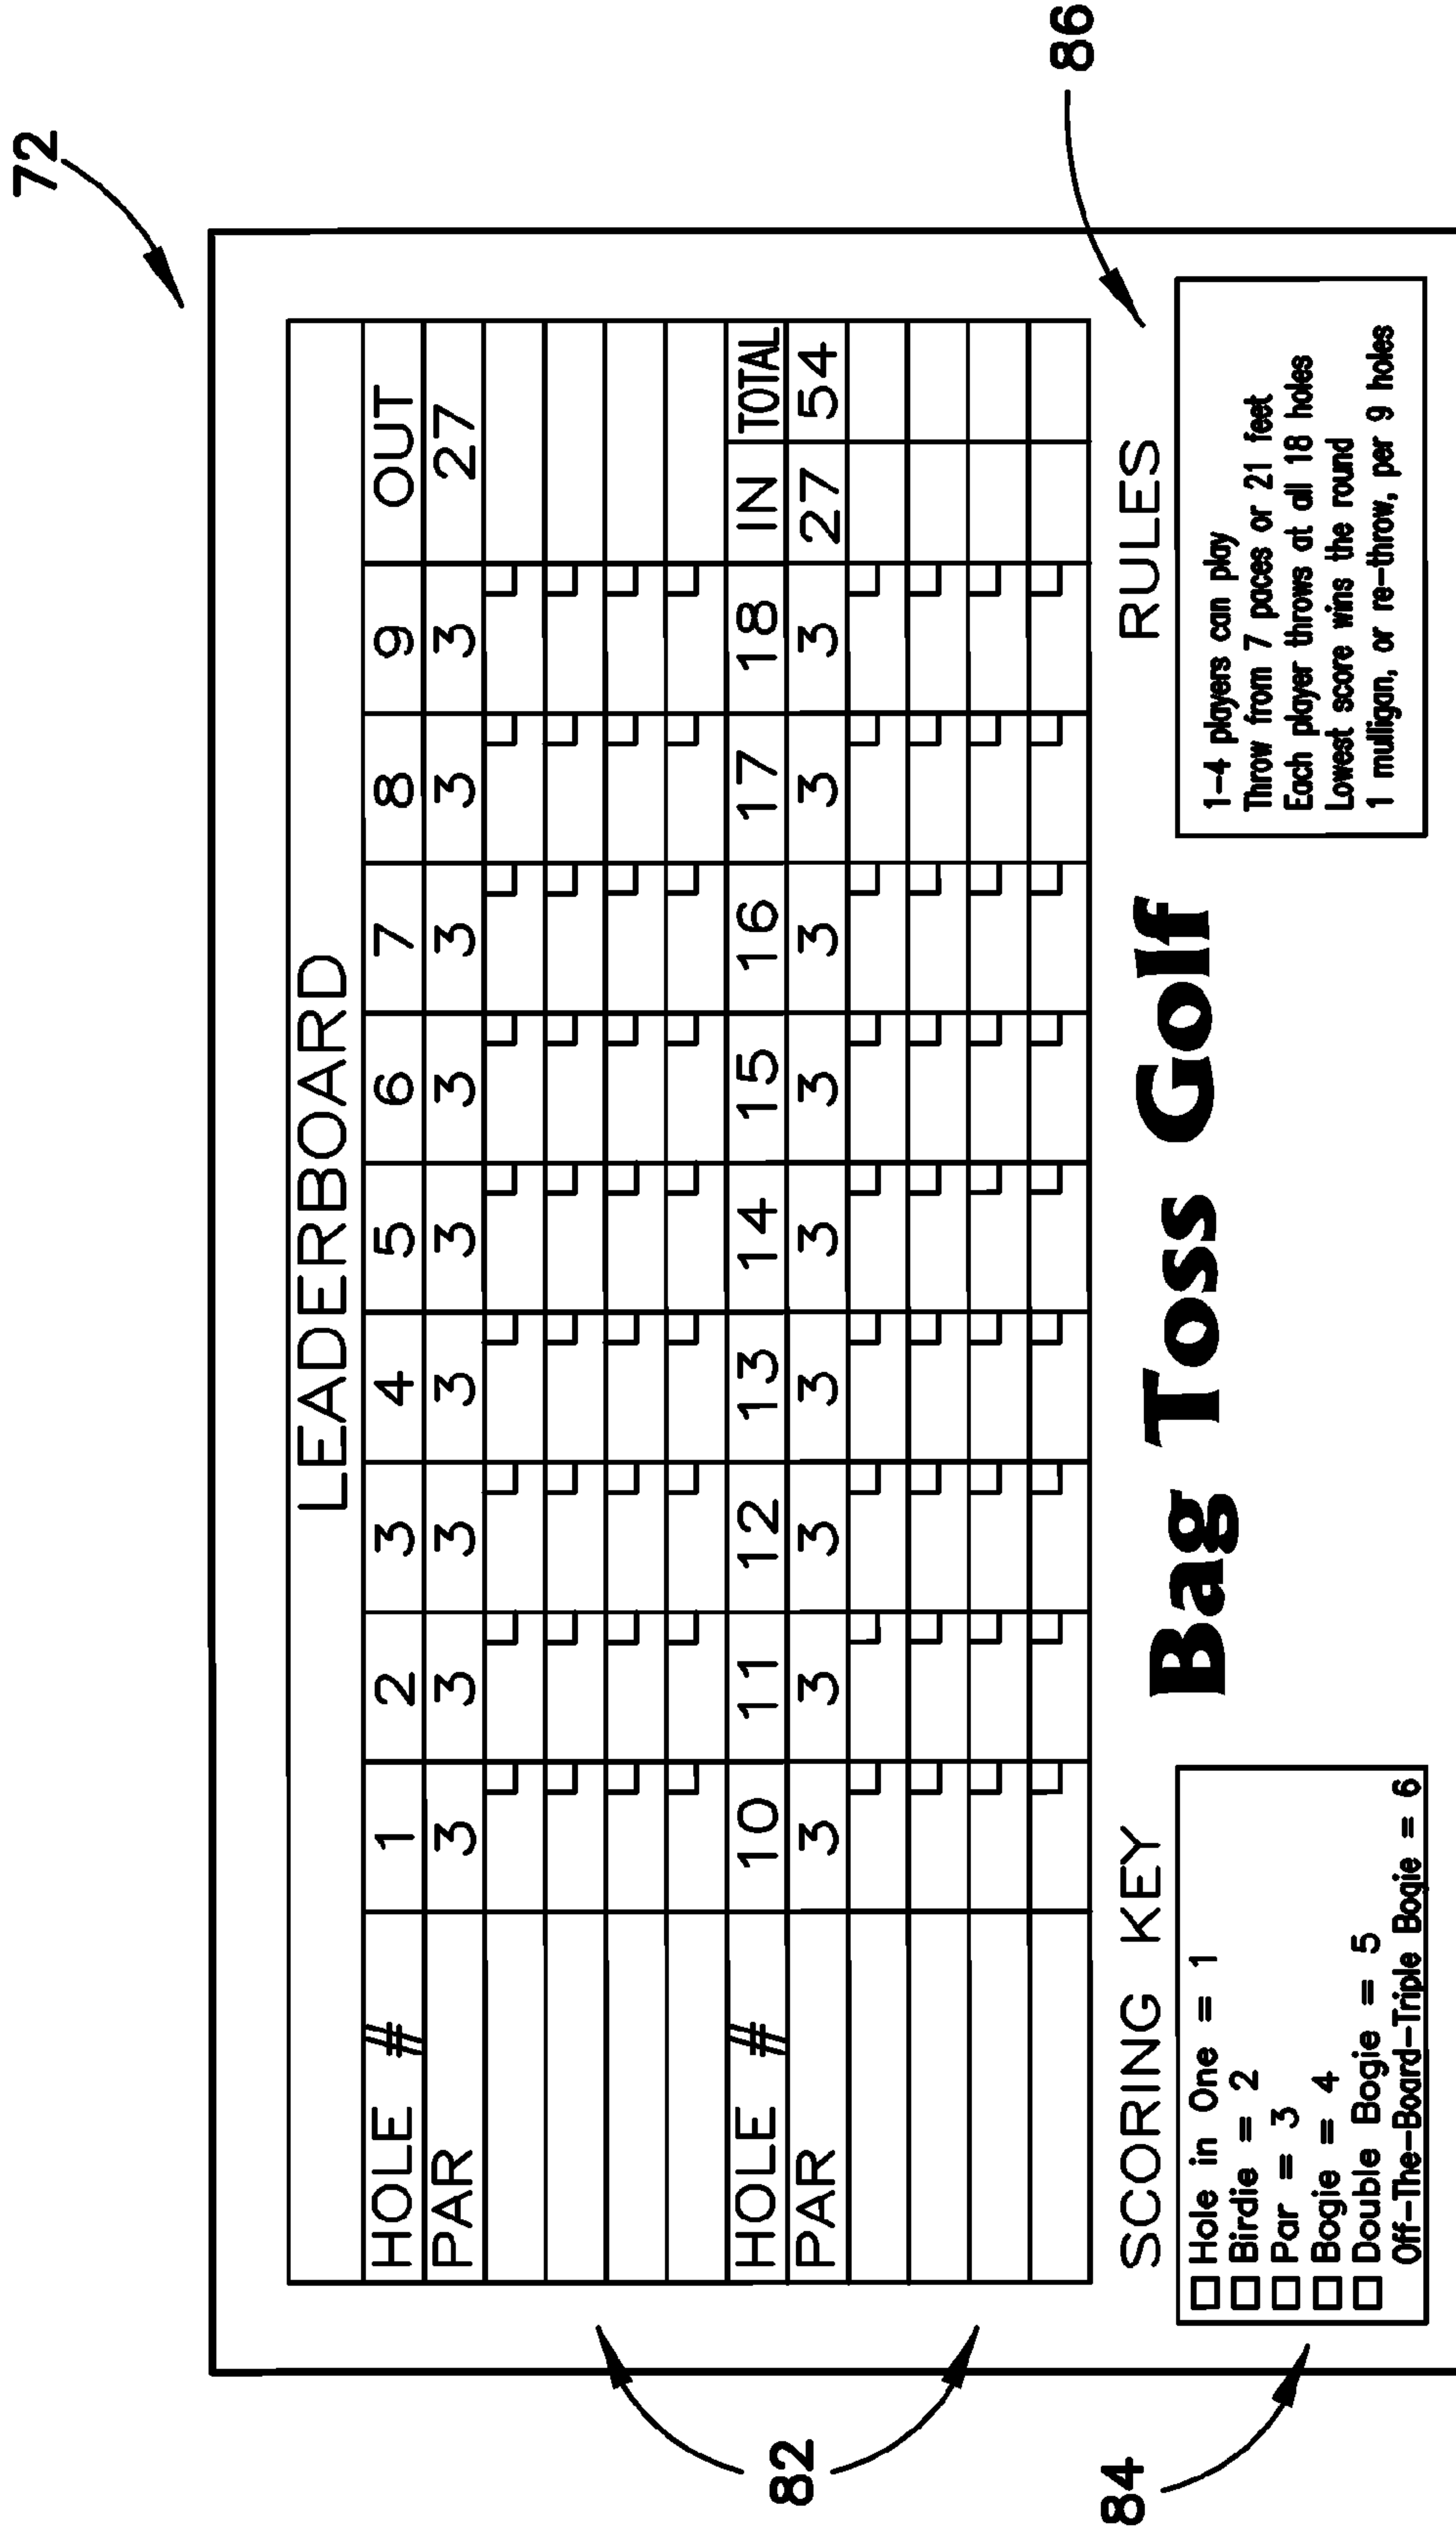 72
LEADERBOARD
HOLE # 1 2 3 4 5 6 7 8 9 OUT
PAR 3 3 3 3 3 3 3 3 3 27
HOLE # 10 11 12 13 14 15 16 17 18 IN TOTAL
PAR 3 3 3 3 3 3 3 3 3 27 54
82
84
86
SCORING KEY
Hole in One = 1
Birdie = 2
Par = 3
Bogie = 4
Double Bogie = 5
Off-The-Board-Triple Bogie = 6
Bag Toss Golf
RULES
1-4 players can play
Throw from 7 paces or 21 feet
Each player throws at all 18 holes
Lowest score wins the round
1 mulligan, or re-throw, per 9 holes